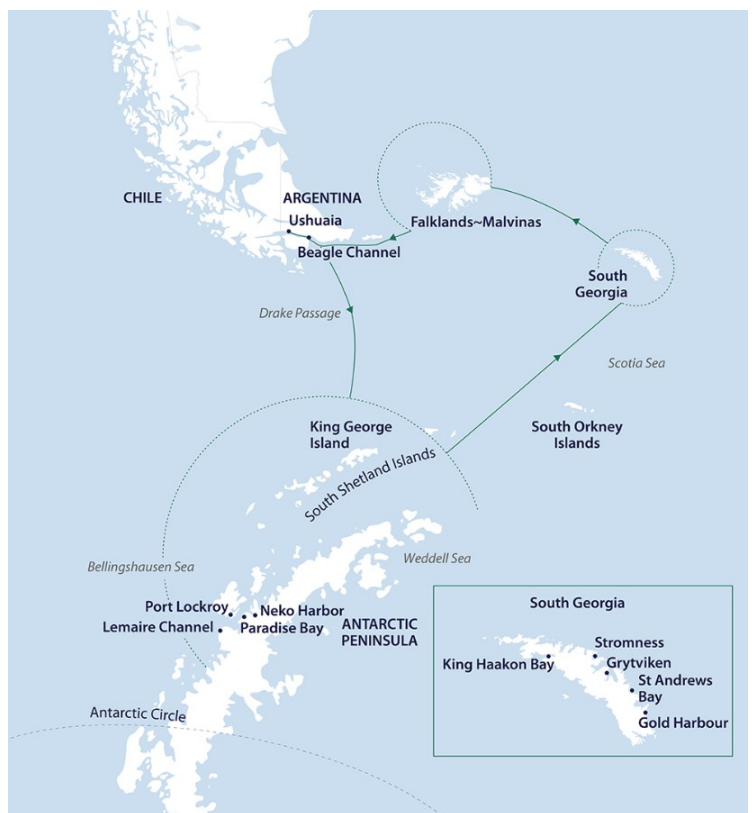 CHILE
ARGENTINA
Ushuaia
Beagle Channel
Falklands~Malvinas
South
Georgia
Drake Passage
Scotia Sea
King George
Island
South Shetland Islands
South Orkney
Islands
Bellingshausen Sea
Weddell Sea
Port Lockroy
Neko Harbor
Lemaire Channel
Paradise Bay
ANTARCTIC
PENINSULA
Antarctic Circle
South Georgia
Stromness
King Haakon Bay
Grytviken
St Andrews
Bay
Gold Harbour